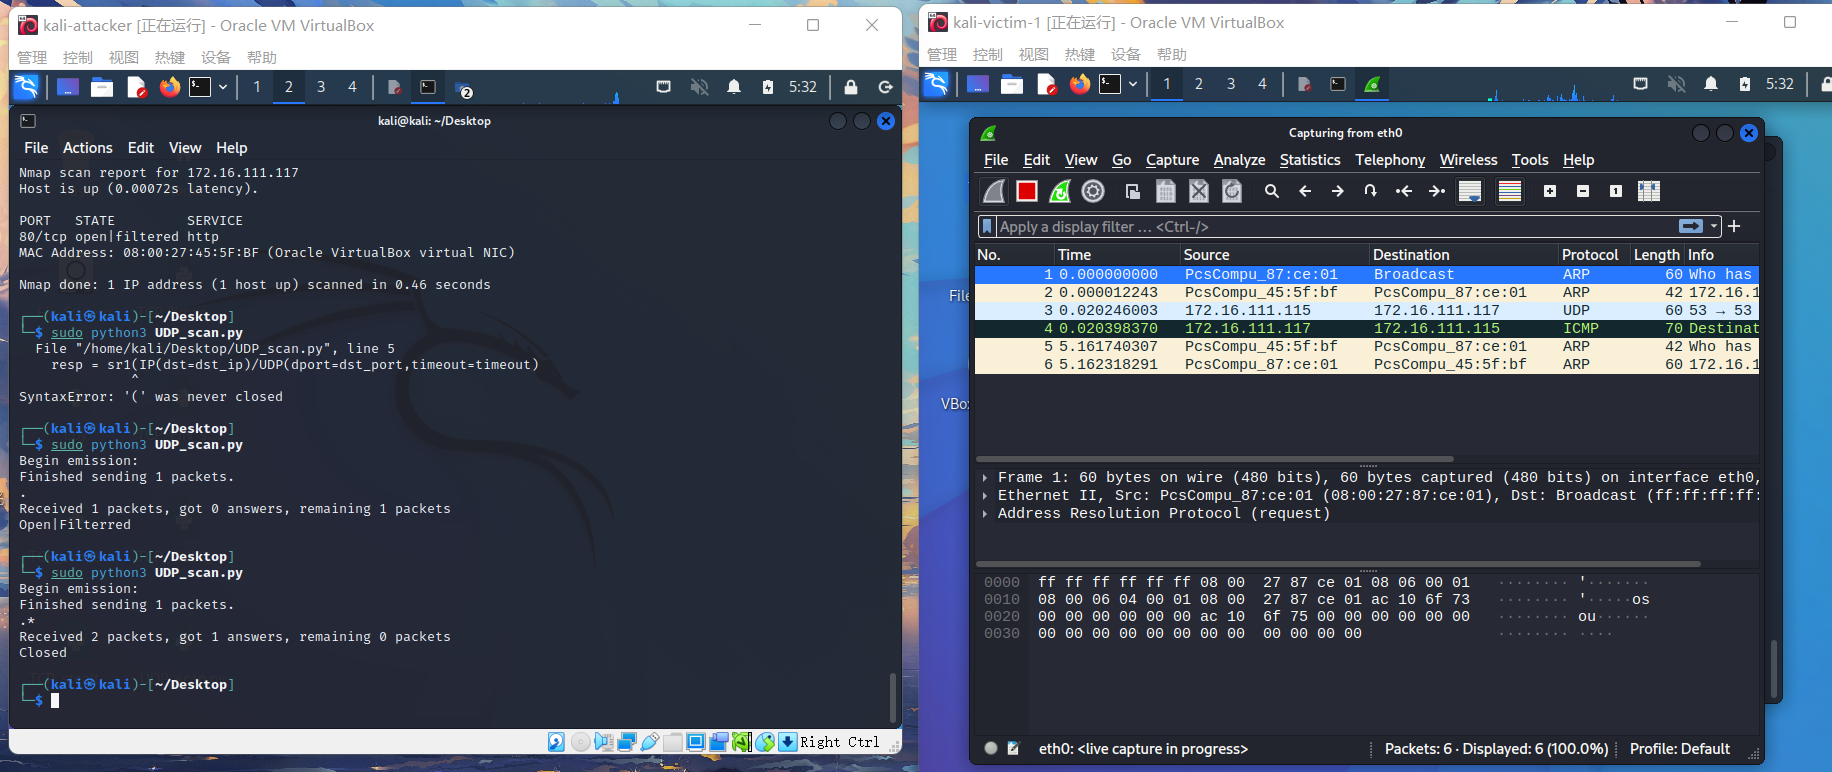 kali-attacker [正在运行] - Oracle VM VirtualBox
管理 控制 视图 热键 设备 帮助
1 2 3 4 2 5:32
kali@kali: ~/Desktop
File Actions Edit View Help
Nmap scan report for 172.16.111.117
Host is up (0.00072s latency).
PORT   STATE         SERVICE
80/tcp open|filtered http
MAC Address: 08:00:27:45:5F:BF (Oracle VirtualBox virtual NIC)
Nmap done: 1 IP address (1 host up) scanned in 0.46 seconds
┌──(kali㉿kali)-[~/Desktop]
└─$ sudo python3 UDP_scan.py
  File "/home/kali/Desktop/UDP_scan.py", line 5
    resp = sr1(IP(dst=dst_ip)/UDP(dport=dst_port,timeout=timeout)
              ^
SyntaxError: '(' was never closed
┌──(kali㉿kali)-[~/Desktop]
└─$ sudo python3 UDP_scan.py
Begin emission:
Finished sending 1 packets.
.
Received 1 packets, got 0 answers, remaining 1 packets
Open|Filterred
┌──(kali㉿kali)-[~/Desktop]
└─$ sudo python3 UDP_scan.py
Begin emission:
Finished sending 1 packets.
.*
Received 2 packets, got 1 answers, remaining 0 packets
Closed
┌──(kali㉿kali)-[~/Desktop]
└─$
Right Ctrl
kali-victim-1 [正在运行] - Oracle VM VirtualBox
管理 控制 视图 热键 设备 帮助
1 2 3 4 5:32
File
VBox
Capturing from eth0
File Edit View Go Capture Analyze Statistics Telephony Wireless Tools Help
Apply a display filter ... <Ctrl-/>
No. Time Source Destination Protocol Length Info
1 0.000000000 PcsCompu_87:ce:01 Broadcast ARP 60 Who has
2 0.000012243 PcsCompu_45:5f:bf PcsCompu_87:ce:01 ARP 42 172.16.1
3 0.020246003 172.16.111.115 172.16.111.117 UDP 60 53 → 53
4 0.020398370 172.16.111.117 172.16.111.115 ICMP 70 Destinat
5 5.161740307 PcsCompu_45:5f:bf PcsCompu_87:ce:01 ARP 42 Who has
6 5.162318291 PcsCompu_87:ce:01 PcsCompu_45:5f:bf ARP 60 172.16.1
Frame 1: 60 bytes on wire (480 bits), 60 bytes captured (480 bits) on interface eth0,
Ethernet II, Src: PcsCompu_87:ce:01 (08:00:27:87:ce:01), Dst: Broadcast (ff:ff:ff:ff:
Address Resolution Protocol (request)
0000 ff ff ff ff ff ff 08 00 27 87 ce 01 08 06 00 01 ········ '·······
0010 08 00 06 04 00 01 08 00 27 87 ce 01 ac 10 6f 73 ········ '·····os
0020 00 00 00 00 00 00 ac 10 6f 75 00 00 00 00 00 00 ········ ou······
0030 00 00 00 00 00 00 00 00 00 00 00 00 ········ ····
eth0: <live capture in progress>
Packets: 6 · Displayed: 6 (100.0%)
Profile: Default